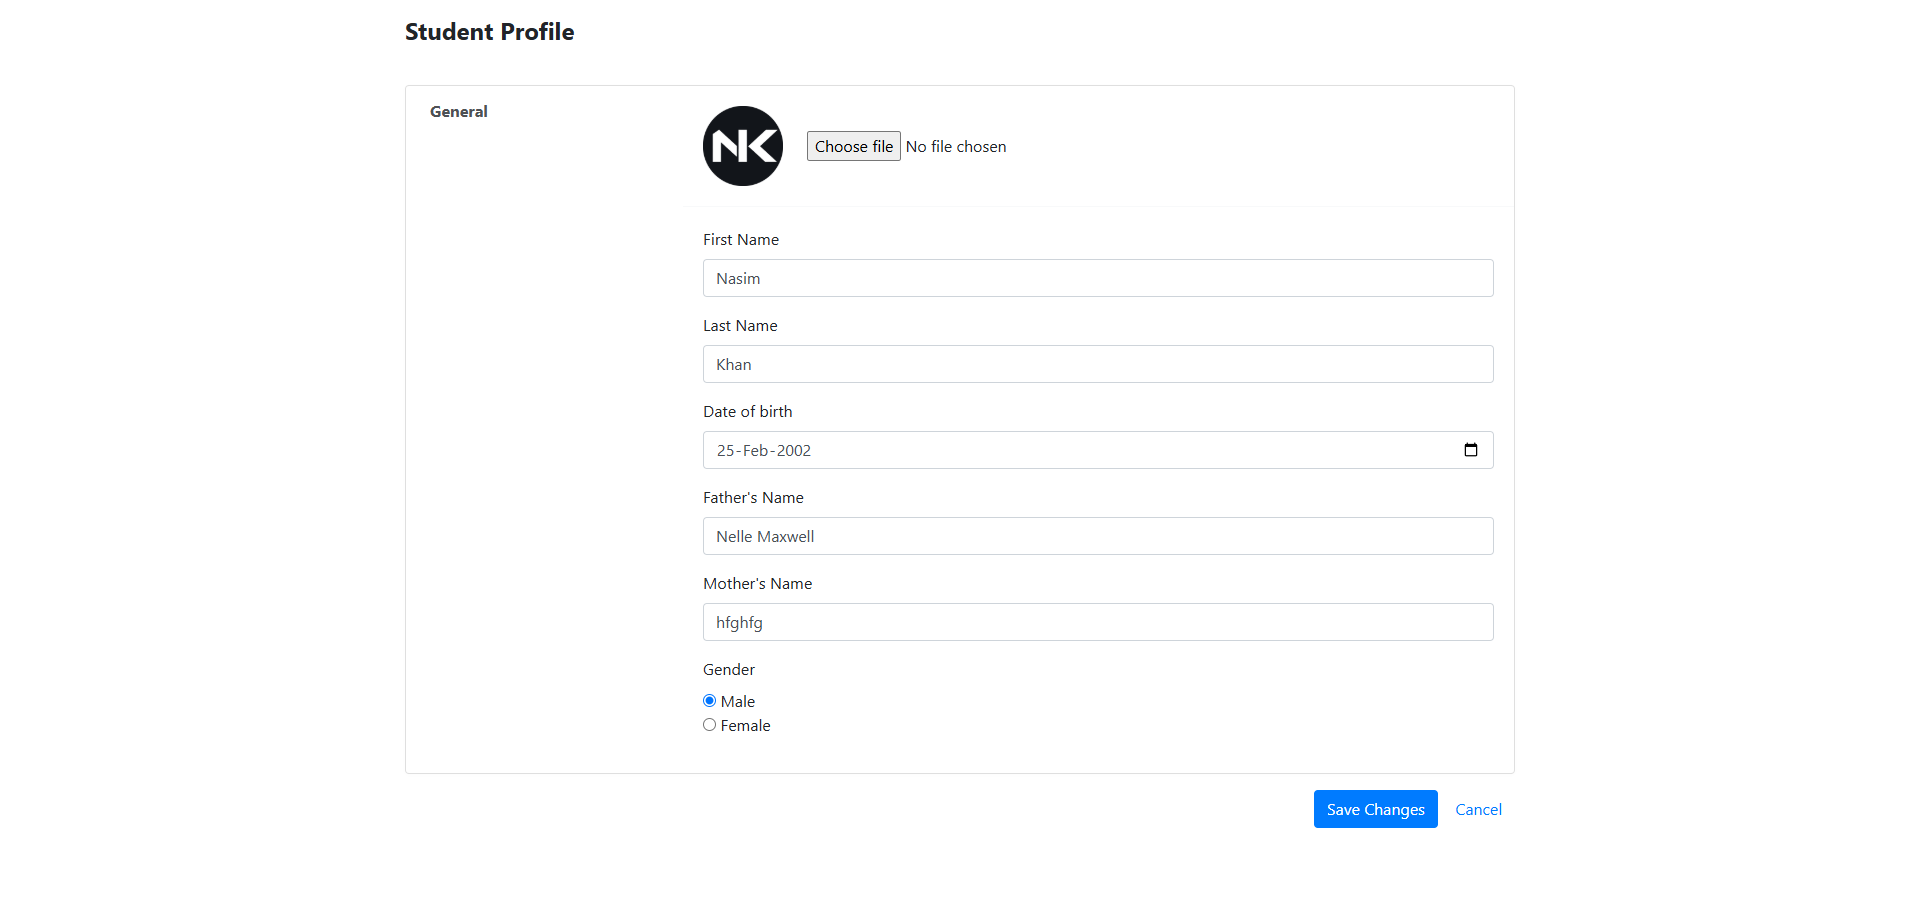 Student Profile
General
NK
Choose file No file chosen
First Name
Nasim
Last Name
Khan
Date of birth
25-Feb-2002
Father's Name
Nelle Maxwell
Mother's Name
hfghfg
Gender
Male
Female
Save Changes Cancel